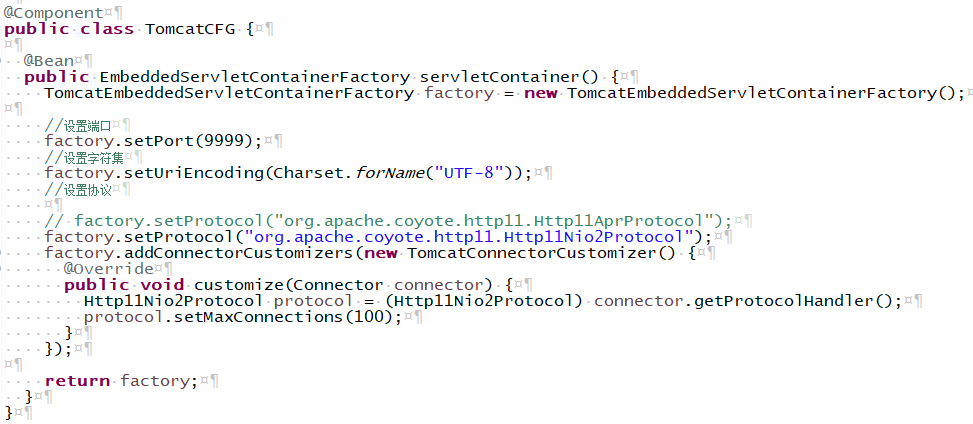 @Component
public class TomcatCFG {

  @Bean
  public EmbeddedServletContainerFactory servletContainer() {
    TomcatEmbeddedServletContainerFactory factory = new TomcatEmbeddedServletContainerFactory();

    //设置端口
    factory.setPort(9999);
    //设置字符集
    factory.setUriEncoding(Charset.forName("UTF-8"));
    //设置协议

    // factory.setProtocol("org.apache.coyote.http11.Http11AprProtocol");
    factory.setProtocol("org.apache.coyote.http11.Http11Nio2Protocol");
    factory.addConnectorCustomizers(new TomcatConnectorCustomizer() {
      @Override
      public void customize(Connector connector) {
        Http11Nio2Protocol protocol = (Http11Nio2Protocol) connector.getProtocolHandler();
        protocol.setMaxConnections(100);
      }
    });

    return factory;
  }
}